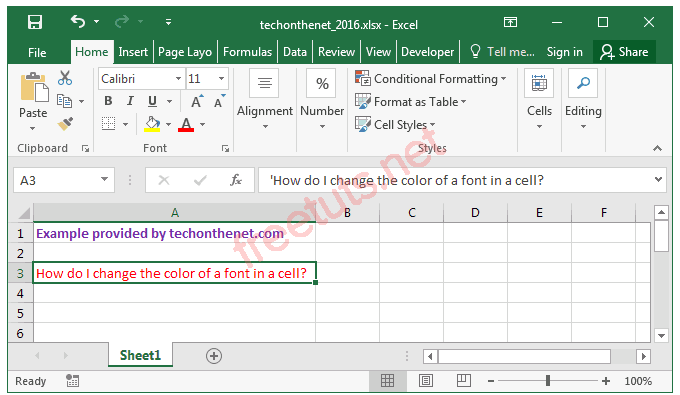 techonthenet_2016.xlsx - Excel
File Home Insert Page Layo Formulas Data Review View Developer Tell me... Sign in Share
Calibri 11
Conditional Formatting
Format as Table
Cell Styles
Paste
B I U A A
A
Alignment
%
Number
Cells
Editing
Clipboard Font Styles
A3 fx 'How do I change the color of a font in a cell?
A B C D E F
1 Example provided by techonthenet.com
2
3 How do I change the color of a font in a cell?
4
5
6
freetuts.net
Sheet1
Ready 100%